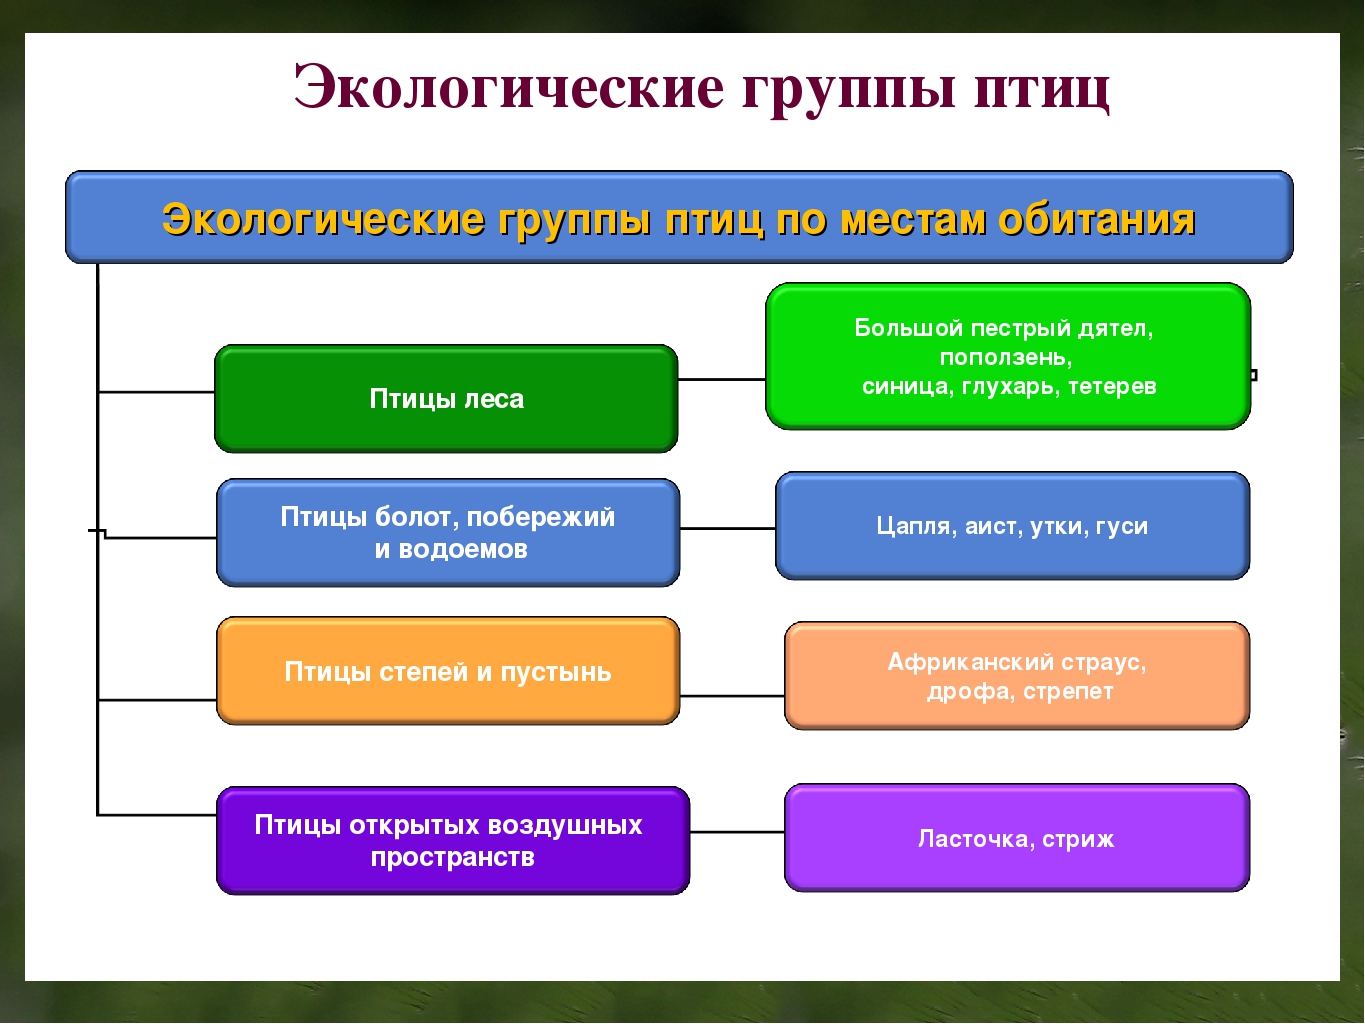 Экологические группы птиц
Экологические группы птиц по местам обитания
Птицы леса
Большой пестрый дятел,
поползень,
синица, глухарь, тетерев
Птицы болот, побережий
и водоемов
Цапля, аист, утки, гуси
Птицы степей и пустынь
Африканский страус,
дрофа, стрепет
Птицы открытых воздушных
пространств
Ласточка, стриж